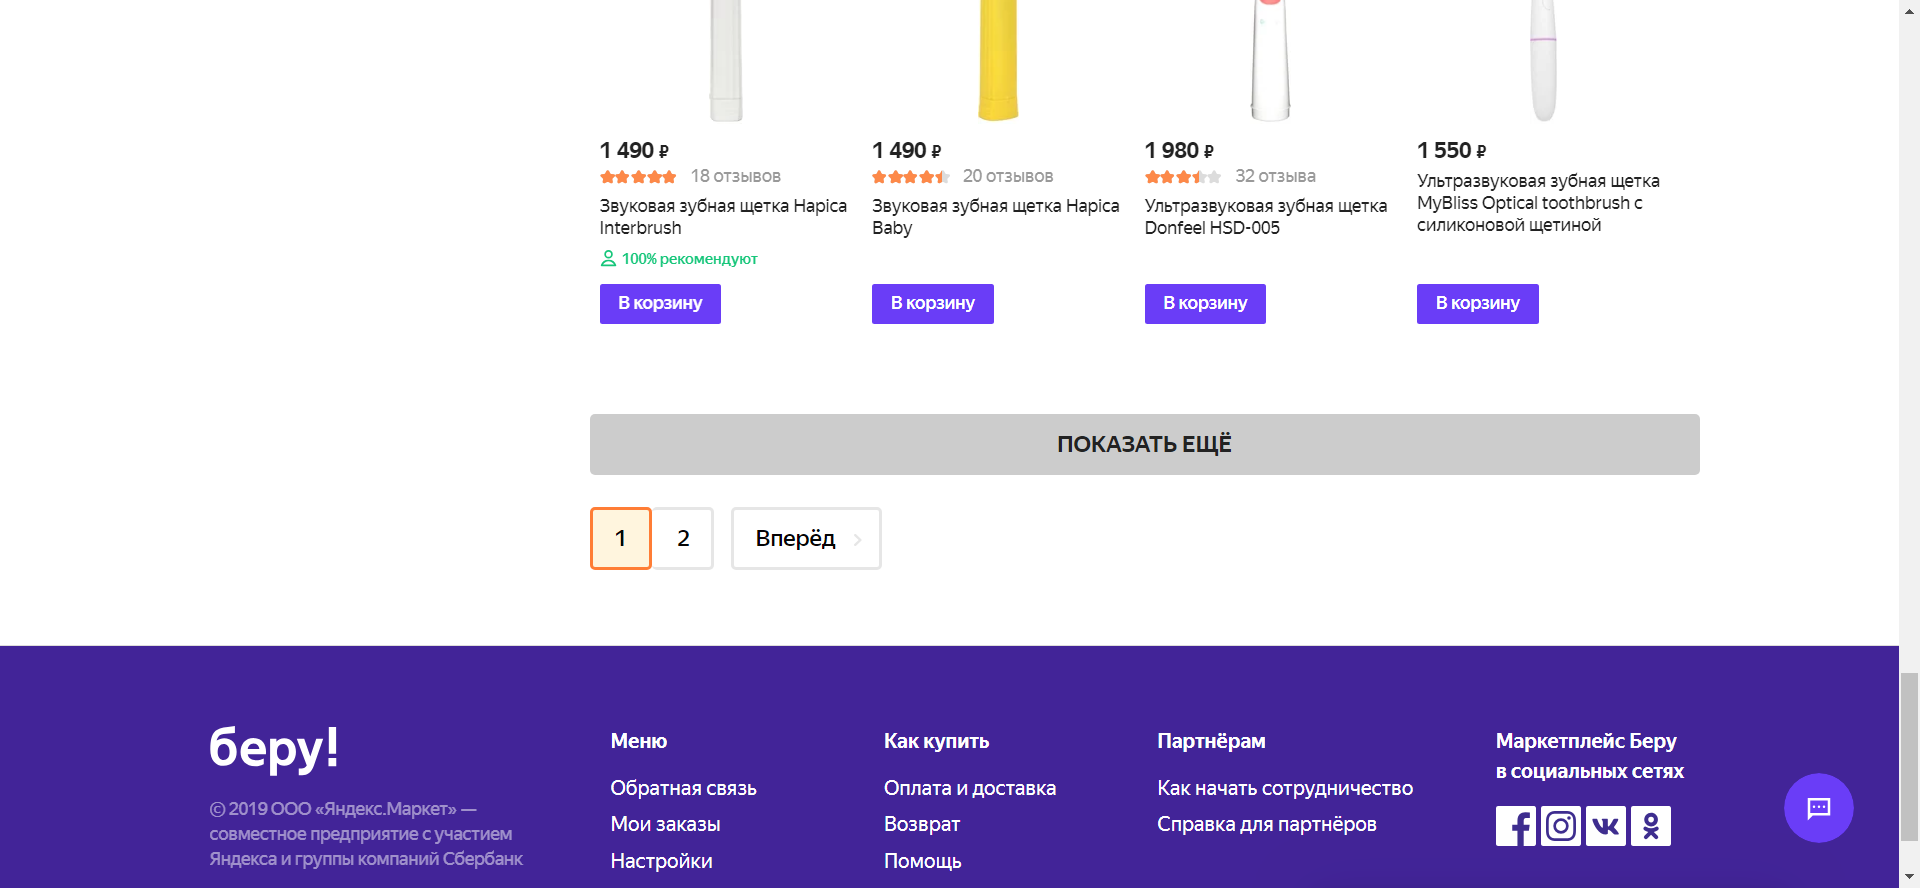 1 490 ₽
18 отзывов
Звуковая зубная щетка Hapica
Interbrush
100% рекомендуют
В корзину
1 490 ₽
20 отзывов
Звуковая зубная щетка Hapica
Baby
В корзину
1 980 ₽
32 отзыва
Ультразвуковая зубная щетка
Donfeel HSD-005
В корзину
1 550 ₽
Ультразвуковая зубная щетка
MyBliss Optical toothbrush с
силиконовой щетиной
В корзину
ПОКАЗАТЬ ЕЩЁ
1
2
Вперёд
беру!
© 2019 ООО «Яндекс.Маркет» —
совместное предприятие с участием
Яндекса и группы компаний Сбербанк
Меню
Обратная связь
Мои заказы
Настройки
Как купить
Оплата и доставка
Возврат
Помощь
Партнёрам
Как начать сотрудничество
Справка для партнёров
Маркетплейс Беру
в социальных сетях